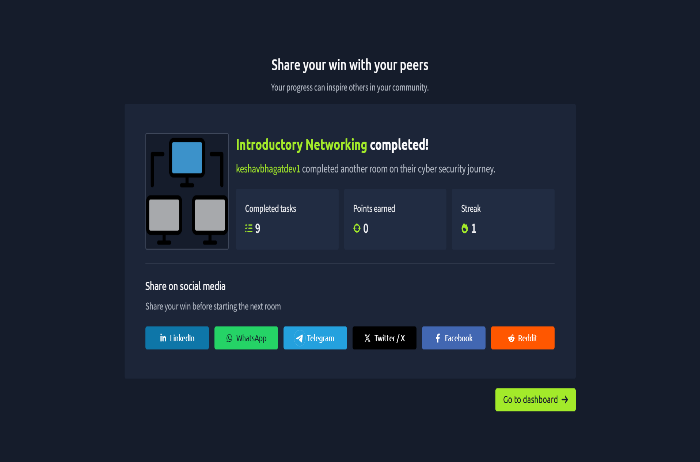 Share your win with your peers
Your progress can inspire others in your community.
Introductory Networking completed!
keshavbhagatdev1 completed another room on their cyber security journey.
Completed tasks
9
Points earned
0
Streak
1
Share on social media
Share your win before starting the next room
LinkedIn
WhatsApp
Telegram
Twitter / X
Facebook
Reddit
Go to dashboard